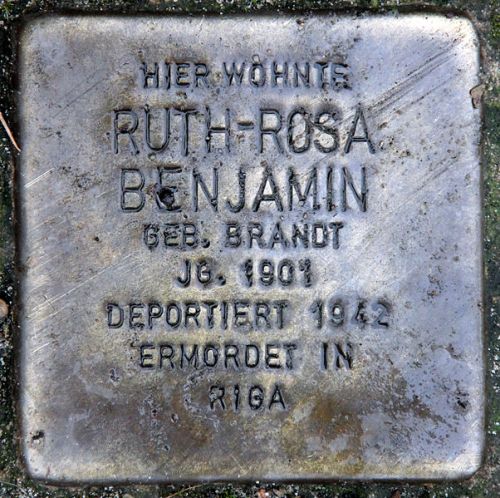 HIER WOHNTE
RUTH-ROSA
BENJAMIN
GEB. BRANDT
JG. 1901
DEPORTIERT 1942
ERMORDET IN
RIGA